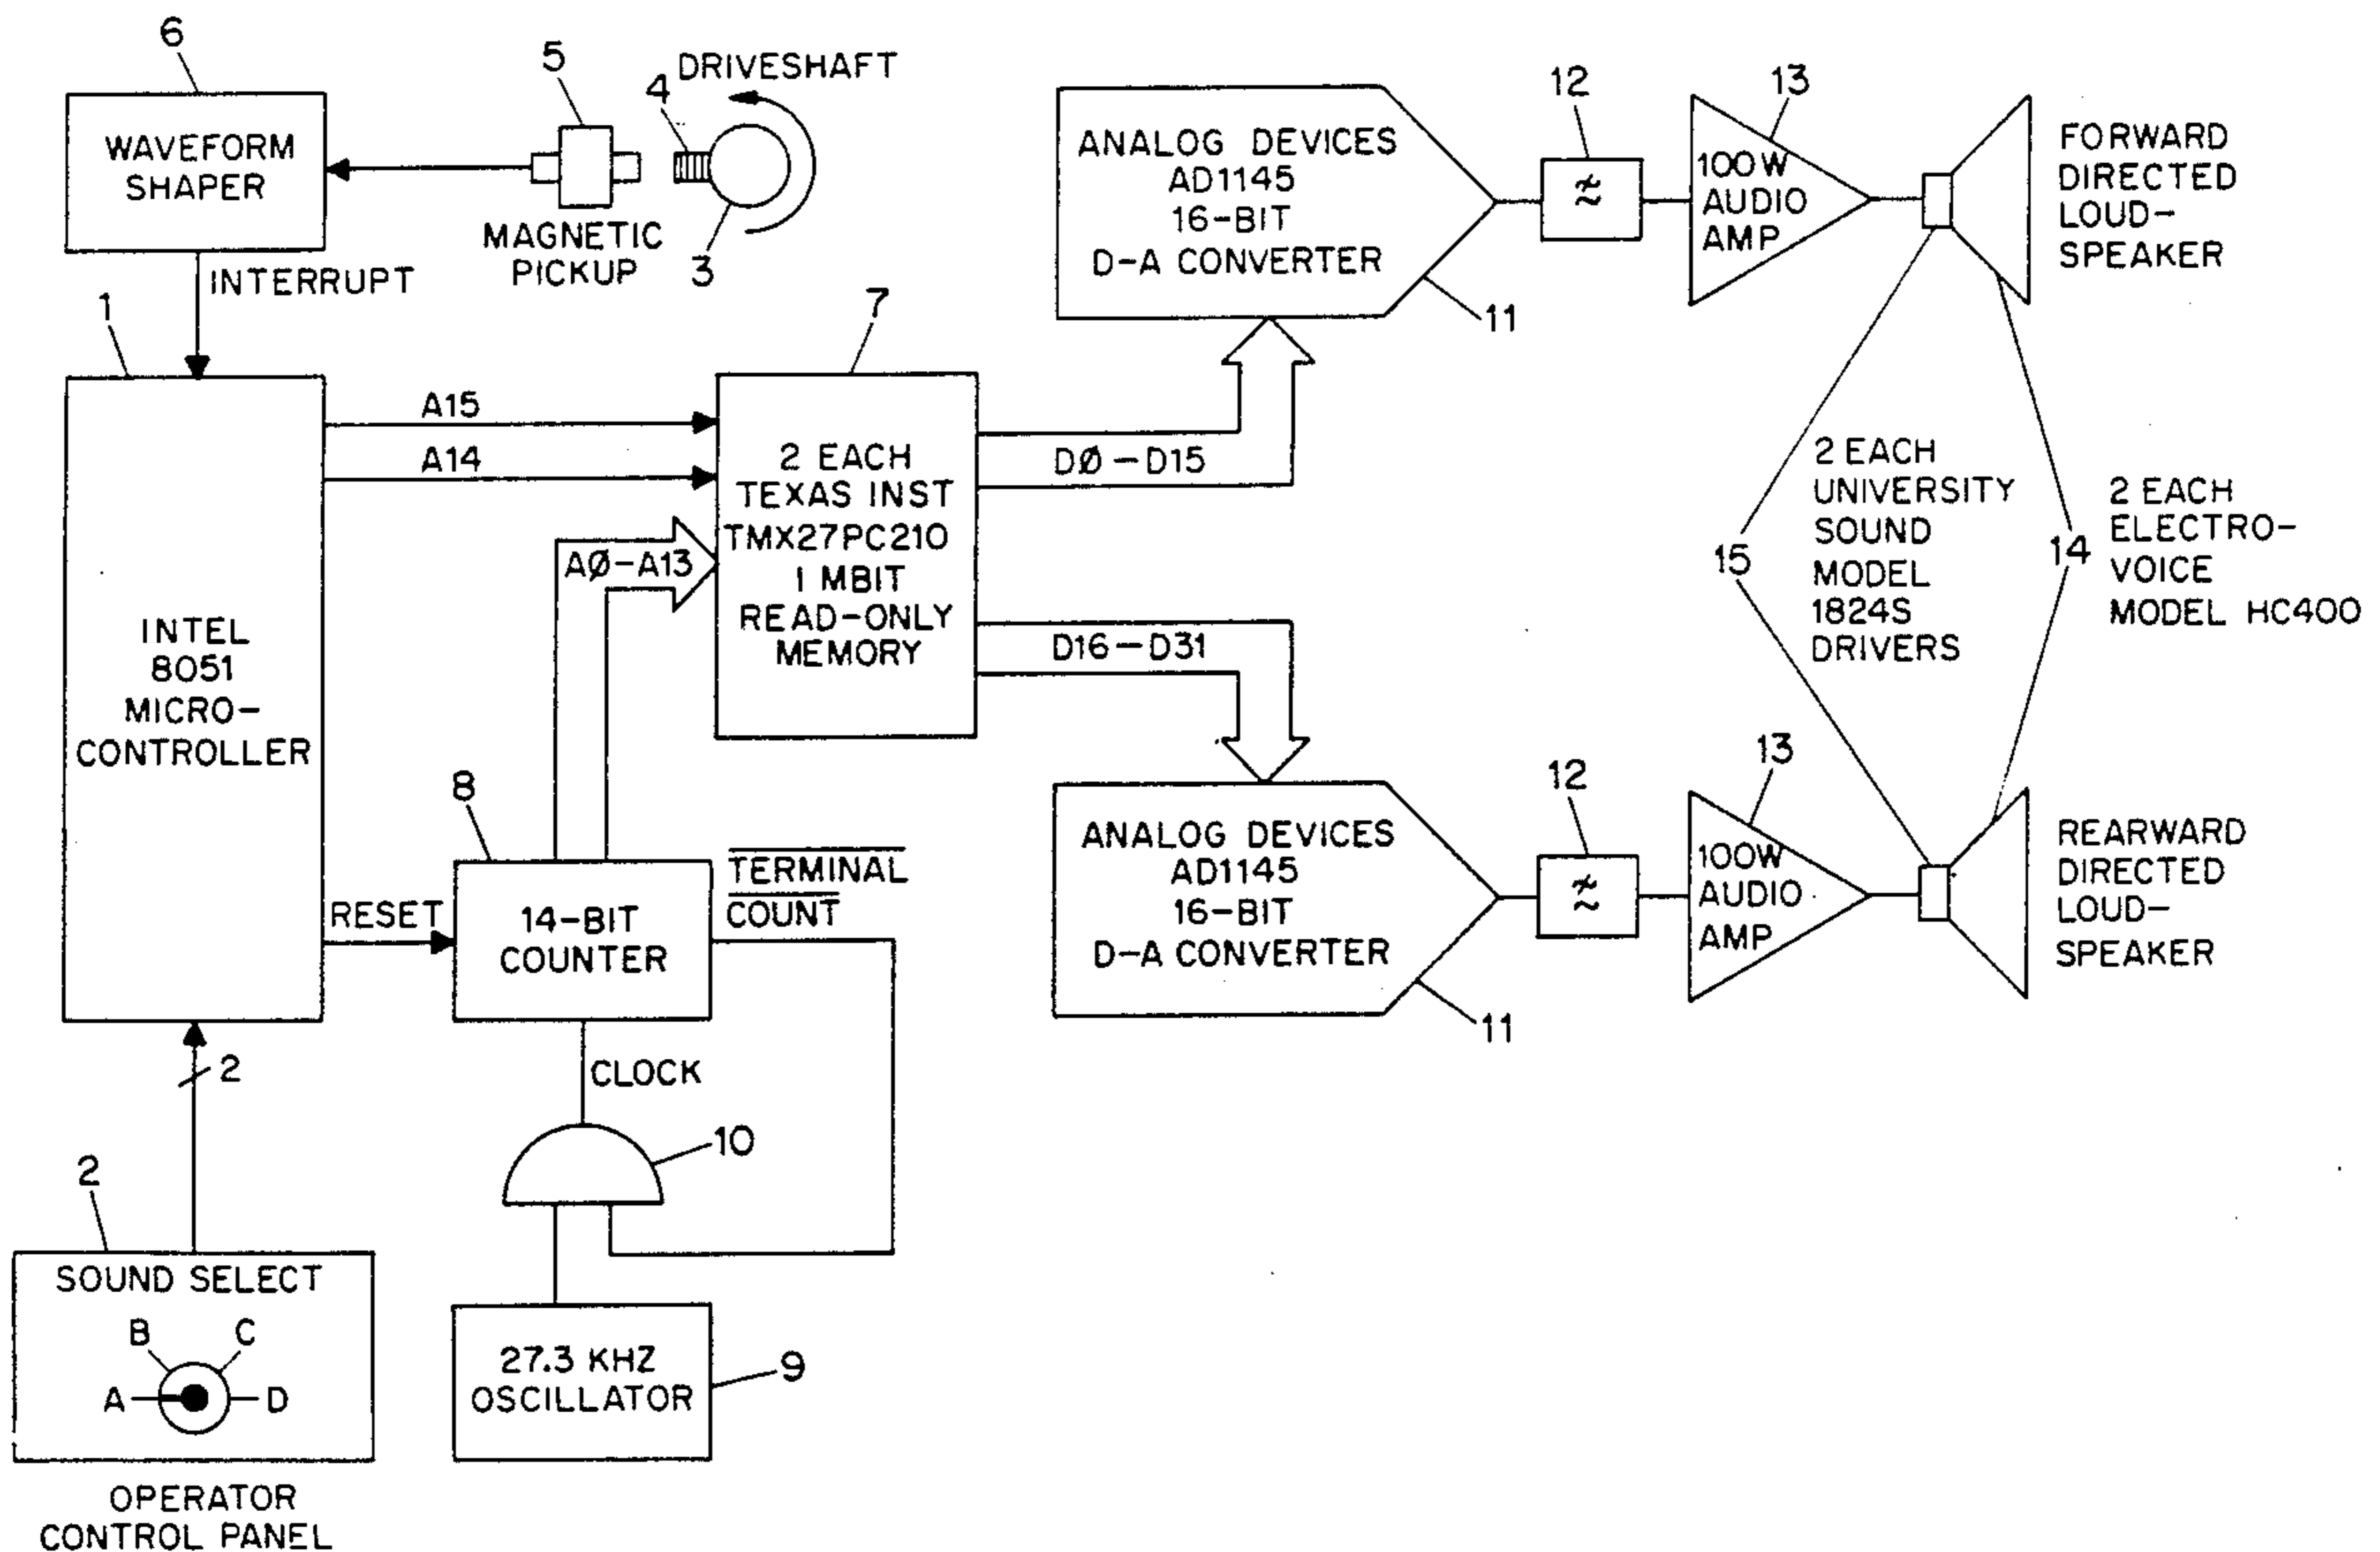 6
WAVEFORM
SHAPER
5
4
DRIVESHAFT
MAGNETIC
PICKUP
3
INTERRUPT
1
INTEL
8051
MICRO-
CONTROLLER
A15
A14
7
2 EACH
TEXAS INST
TMX27PC210
1 MBIT
READ-ONLY
MEMORY
AØ-A13
DØ-D15
D16-D31
ANALOG DEVICES
AD1145
16-BIT
D-A CONVERTER
11
12
≉
13
100W
AUDIO
AMP
FORWARD
DIRECTED
LOUD-
SPEAKER
15
2 EACH
UNIVERSITY
SOUND
MODEL
1824S
DRIVERS
14
2 EACH
ELECTRO-
VOICE
MODEL HC400
8
14-BIT
COUNTER
RESET
TERMINAL
COUNT
CLOCK
10
27.3 KHZ
OSCILLATOR
9
2
2
SOUND SELECT
B
C
A
D
OPERATOR
CONTROL PANEL
ANALOG DEVICES
AD1145
16-BIT
D-A CONVERTER
11
12
≉
13
100W
AUDIO
AMP
REARWARD
DIRECTED
LOUD-
SPEAKER